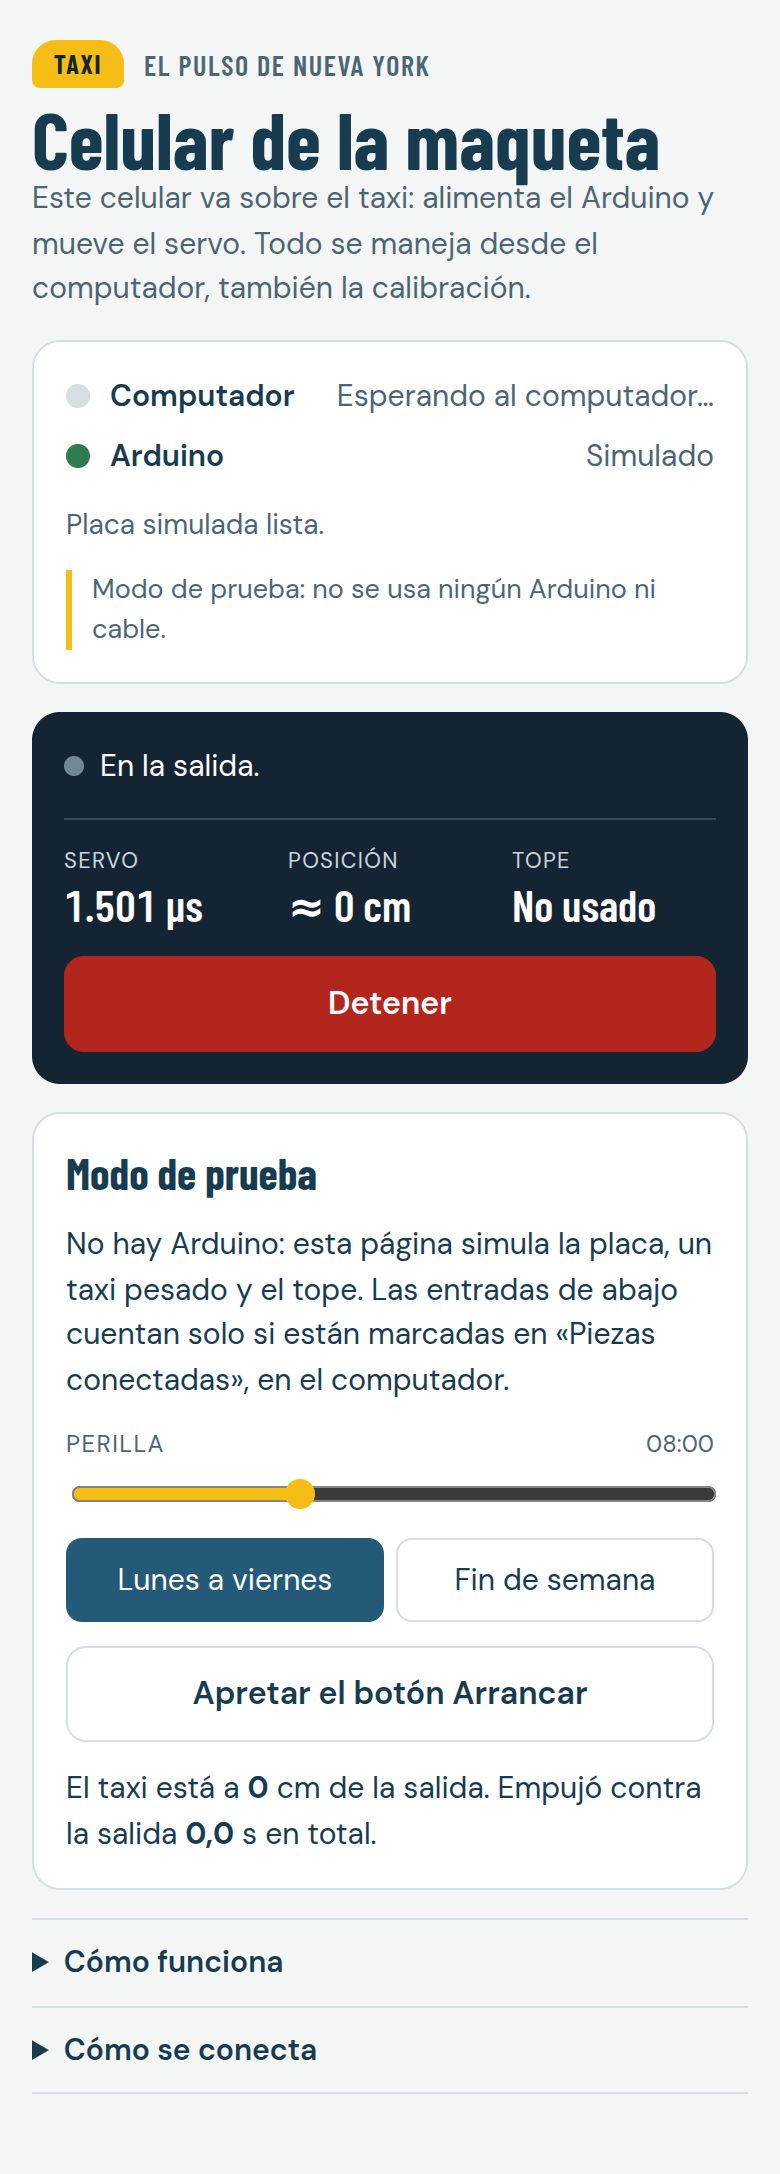 TAXI EL PULSO DE NUEVA YORK
Celular de la maqueta
Este celular va sobre el taxi: alimenta el Arduino y
mueve el servo. Todo se maneja desde el
computador, también la calibración.
Computador Esperando al computador…
Arduino Simulado
Placa simulada lista.
Modo de prueba: no se usa ningún Arduino ni
cable.
En la salida.
SERVO POSICIÓN TOPE
1.501 µs ≈ 0 cm No usado
Detener
Modo de prueba
No hay Arduino: esta página simula la placa, un
taxi pesado y el tope. Las entradas de abajo
cuentan solo si están marcadas en «Piezas
conectadas», en el computador.
PERILLA 08:00
Lunes a viernes Fin de semana
Apretar el botón Arrancar
El taxi está a 0 cm de la salida. Empujó contra
la salida 0,0 s en total.
Cómo funciona
Cómo se conecta